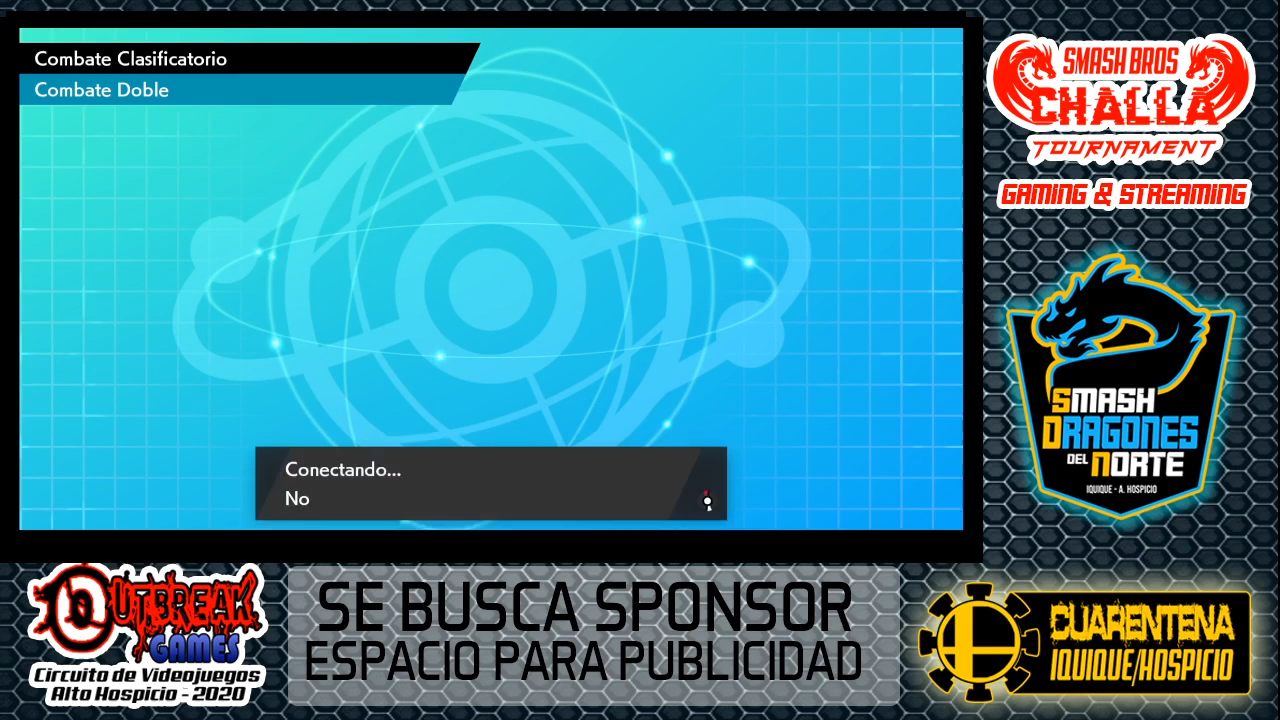 Combate Clasificatorio
Combate Doble
Conectando...
No
SMASH BROS
CHALLA
TOURNAMENT
GAMING & STREAMING
SMASH
DRAGONES
DEL NORTE
IQUIQUE - A. HOSPICIO
OUTBREAK
GAMES
Circuito de Videojuegos
Alto Hospicio - 2020
SE BUSCA SPONSOR
ESPACIO PARA PUBLICIDAD
CUARENTENA
IQUIQUE/HOSPICIO